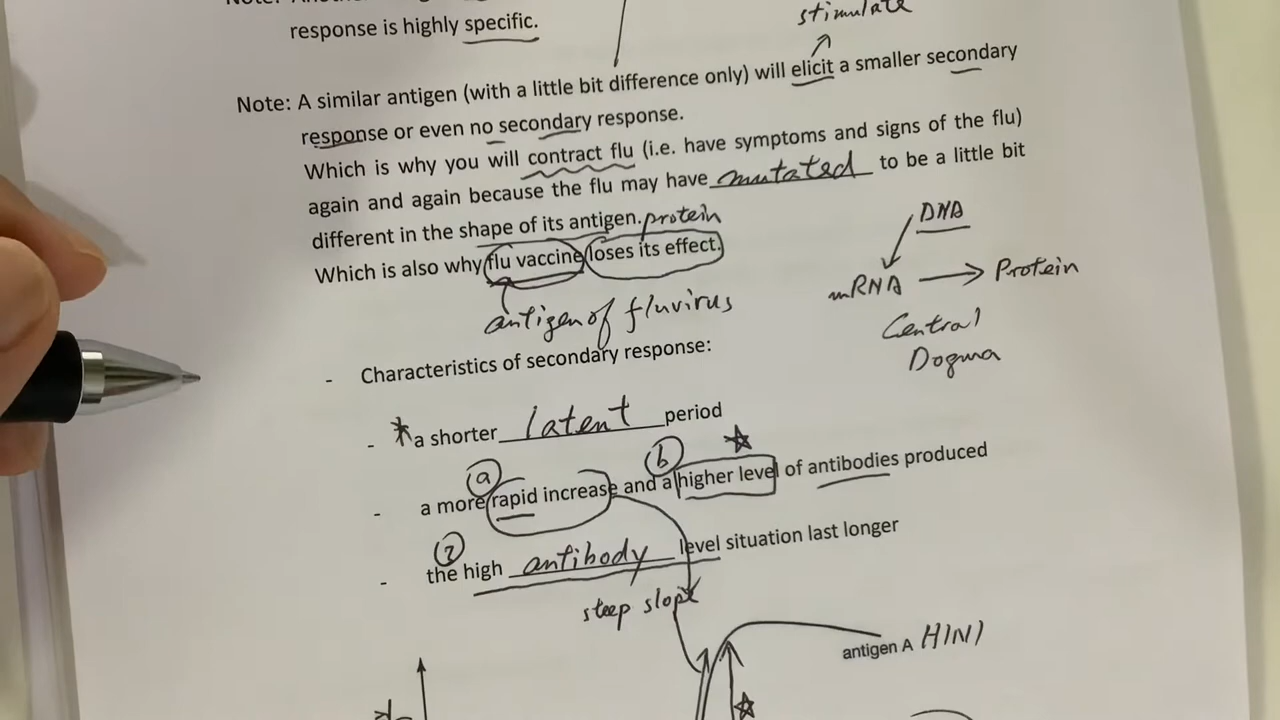 response is highly specific.
stimulate
Note: A similar antigen (with a little bit difference only) will elicit a smaller secondary
response or even no secondary response.
Which is why you will contract flu (i.e. have symptoms and signs of the flu)
again and again because the flu may have mutated to be a little bit
different in the shape of its antigen. protein
Which is also why flu vaccine loses its effect.
antigen of flu virus
DNA
mRNA → Protein
Central
Dogma
- Characteristics of secondary response:
- * a shorter latent period
a b
- a more rapid increase and a higher level of antibodies produced
- the high antibody level situation last longer
steep slope
antigen A H1N1